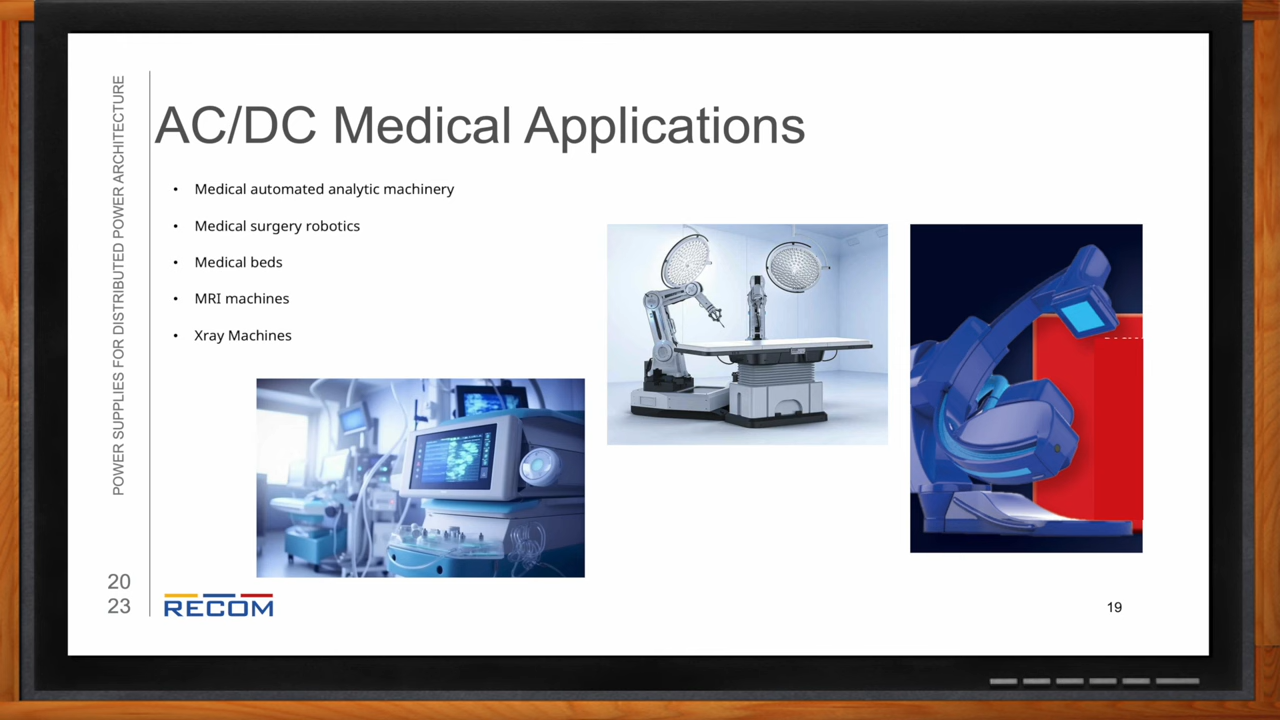 POWER SUPPLIES FOR DISTRIBUTED POWER ARCHITECTURE
AC/DC Medical Applications
• Medical automated analytic machinery
• Medical surgery robotics
• Medical beds
• MRI machines
• Xray Machines
20
23
RECOM
19